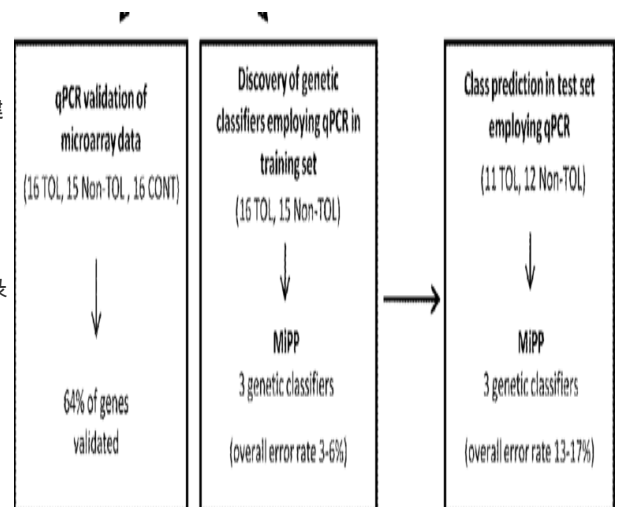 qPCR validation of
microarray data
(16 TOL, 15 Non-TOL , 16 CONT)
64% of genes
validated
Discovery of genetic
classifiers employing qPCR in
training set
(16 TOL, 15 Non-TOL)
MiPP
3 genetic classifiers
(overall error rate 3-6%)
Class prediction in test set
employing qPCR
(11 TOL, 12 Non-TOL)
MiPP
3 genetic classifiers
(overall error rate 13-17%)